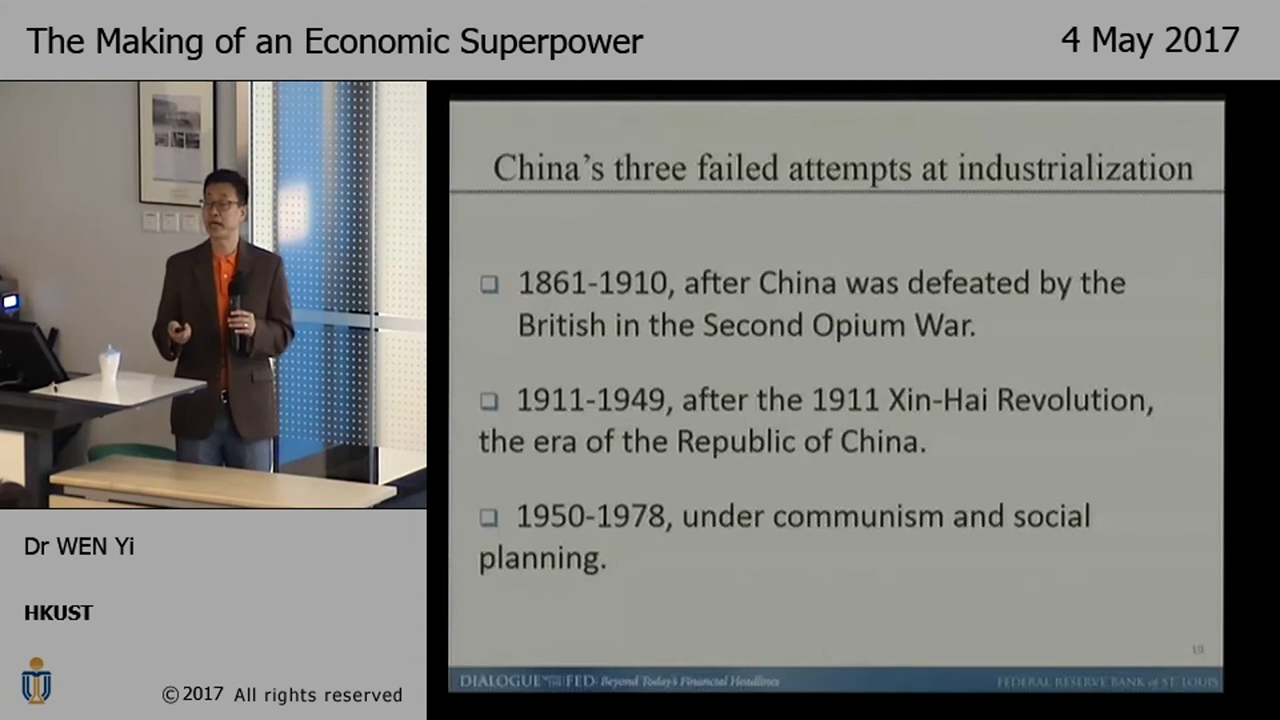 The Making of an Economic Superpower
4 May 2017
China's three failed attempts at industrialization
❑ 1861-1910, after China was defeated by the
British in the Second Opium War.
❑ 1911-1949, after the 1911 Xin-Hai Revolution,
the era of the Republic of China.
❑ 1950-1978, under communism and social
planning.
19
DIALOGUE WITH THE FED: Beyond Today's Financial Headlines
FEDERAL RESERVE BANK of ST. LOUIS
Dr WEN Yi
HKUST
©2017 All rights reserved